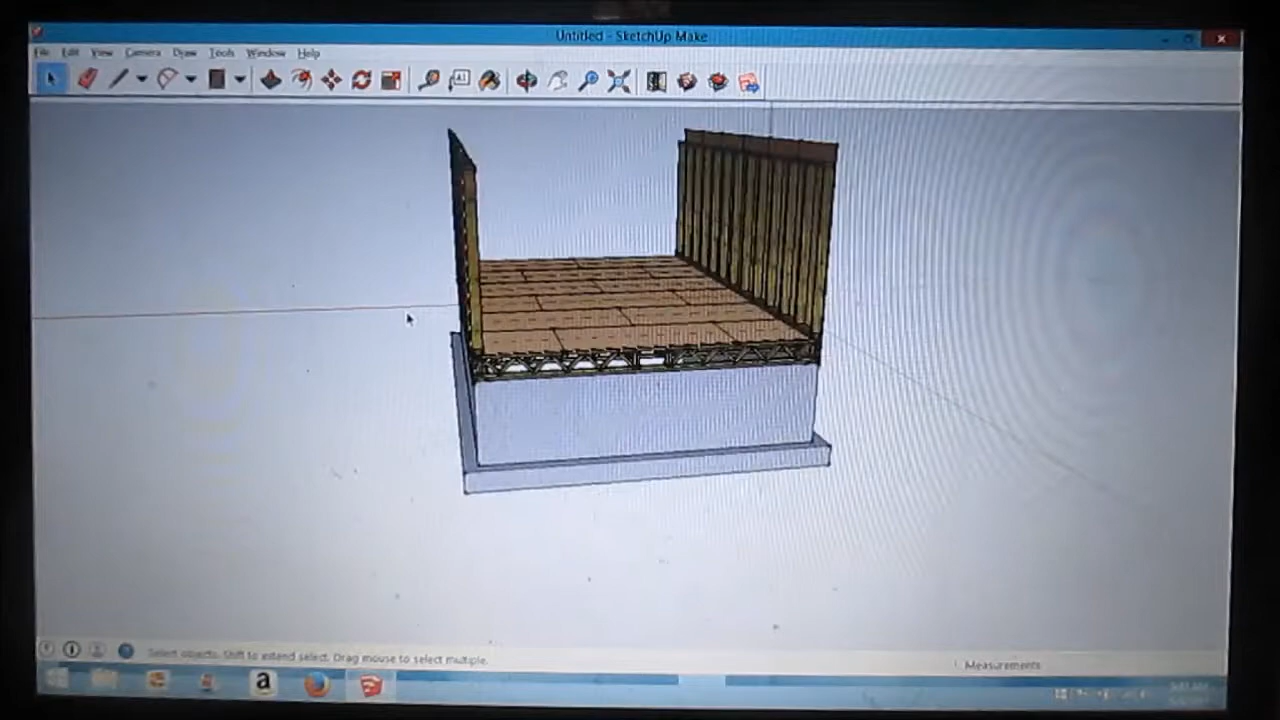 Untitled - SketchUp Make
File Edit View Camera Draw Tools Window Help
Select objects. Shift to extend select. Drag mouse to select multiple.
Measurements
a